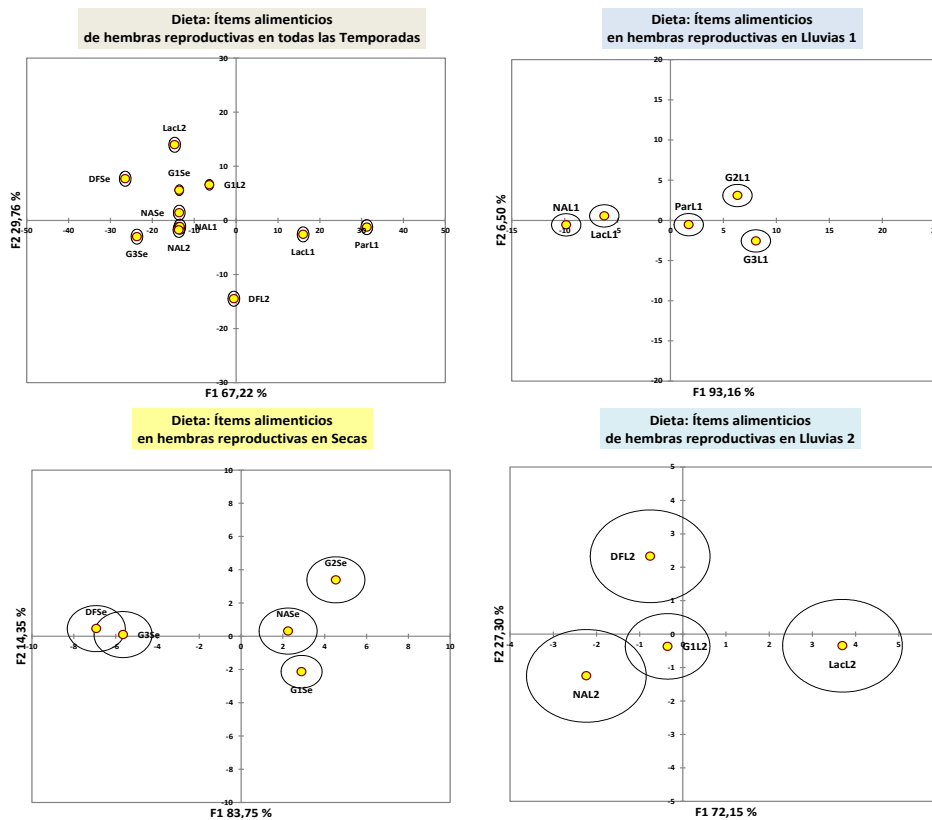 Dieta: Ítems alimenticios
de hembras reproductivas en todas las Temporadas
30
20
10
0
-10
-20
-30
-50
-40
-30
-20
-10
0
10
20
30
40
50
LacL2
DFSe
G1Se
G1L2
NASe
NAL1
NAL2
G3Se
LacL1
ParL1
DFL2
F2 29,76 %
F1 67,22 %
Dieta: Ítems alimenticios
en hembras reproductivas en Lluvias 1
20
15
10
5
0
-5
-10
-15
-20
-15
-10
-5
0
5
10
15
20
25
G2L1
NAL1
ParL1
LacL1
G3L1
F2 6,50 %
F1 93,16 %
Dieta: Ítems alimenticios
en hembras reproductivas en Secas
10
8
6
4
2
0
-2
-4
-6
-8
-10
-10
-8
-6
-4
-2
0
2
4
6
8
10
G2Se
DFSe
NASe
G3Se
G1Se
F2 14,35 %
F1 83,75 %
Dieta: Ítems alimenticios
de hembras reproductivas en Lluvias 2
5
4
3
2
1
0
-1
-2
-3
-4
-5
-4
-3
-2
-1
0
1
2
3
4
5
DFL2
G1L2
LacL2
NAL2
F2 27,30 %
F1 72,15 %